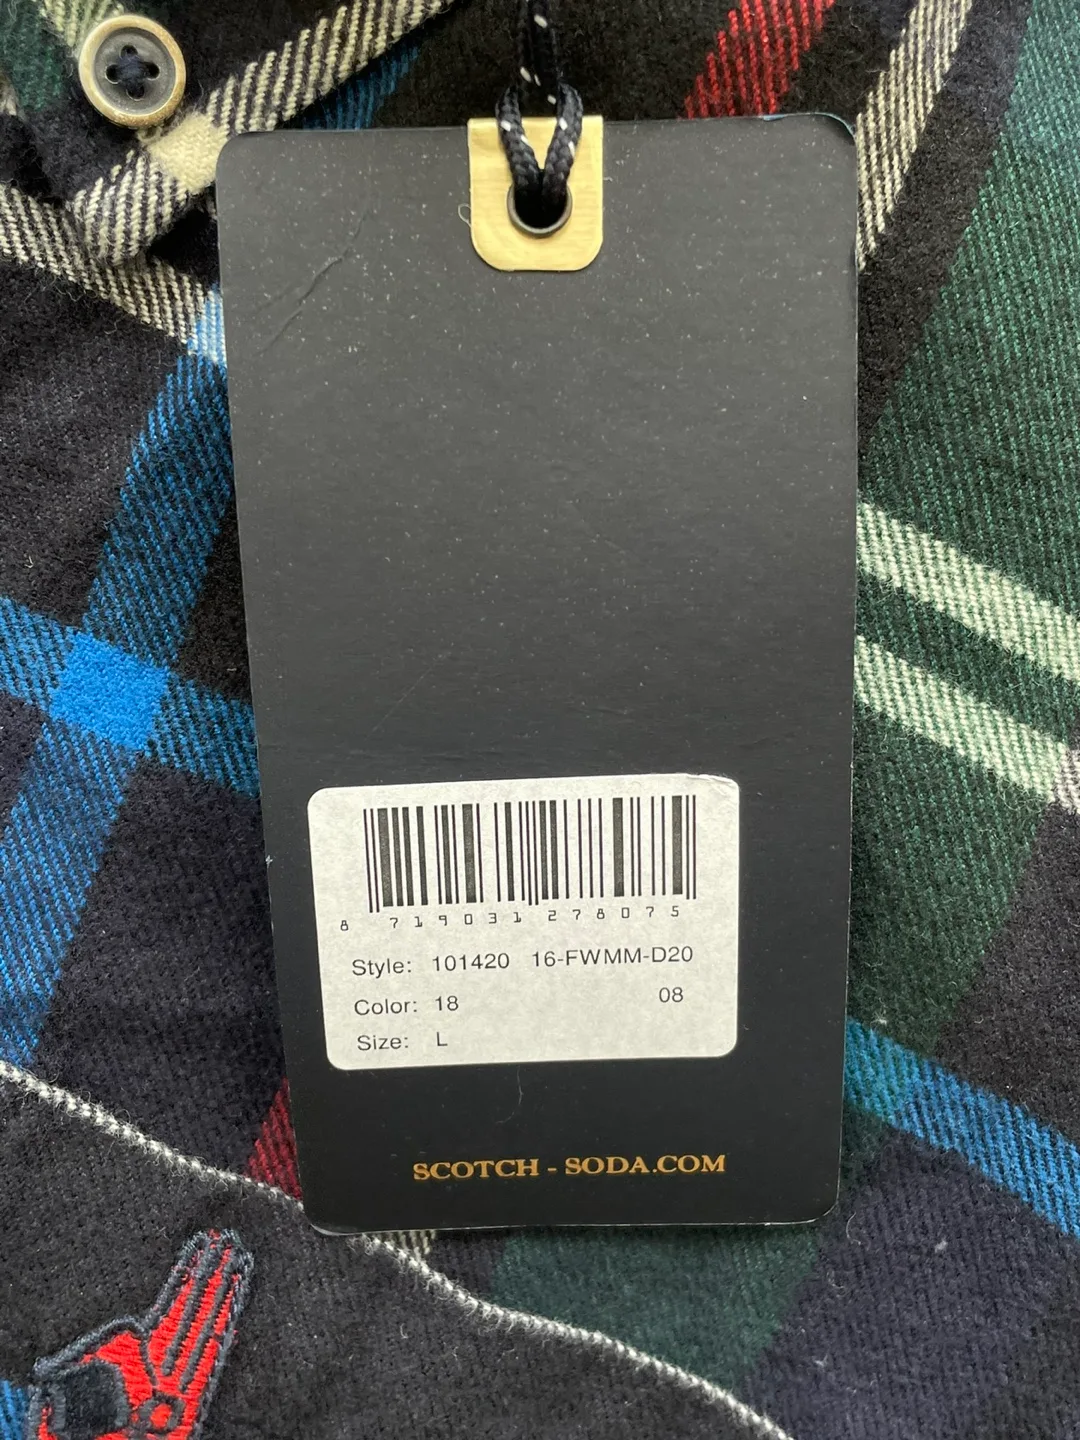 8 719031 278075
Style: 101420 16-FWMM-D20
Color: 18 08
Size: L
SCOTCH - SODA.COM